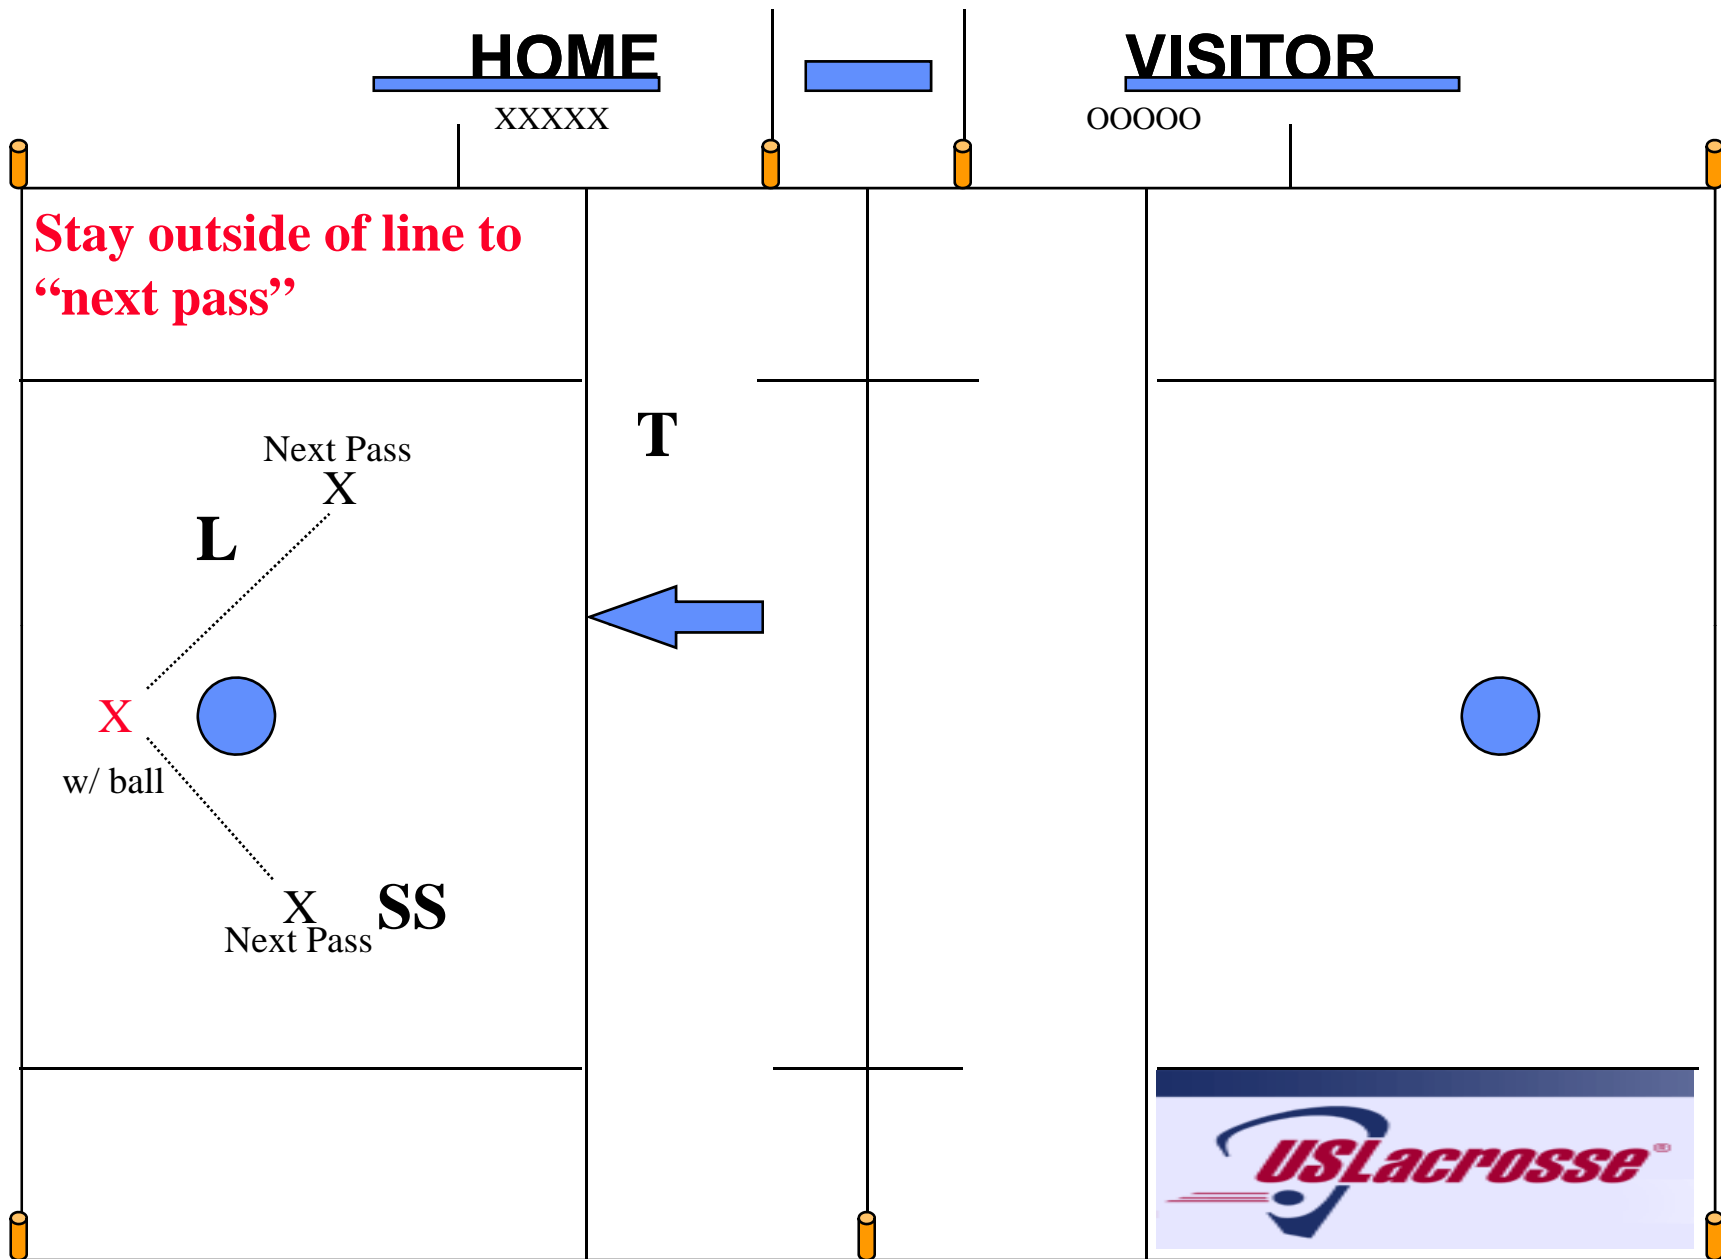 HOME
VISITOR
XXXXX
OOOOO
Stay outside of line to
“next pass”
T
Next Pass
X
L
X
w/ ball
X
SS
Next Pass
USLacrosse®